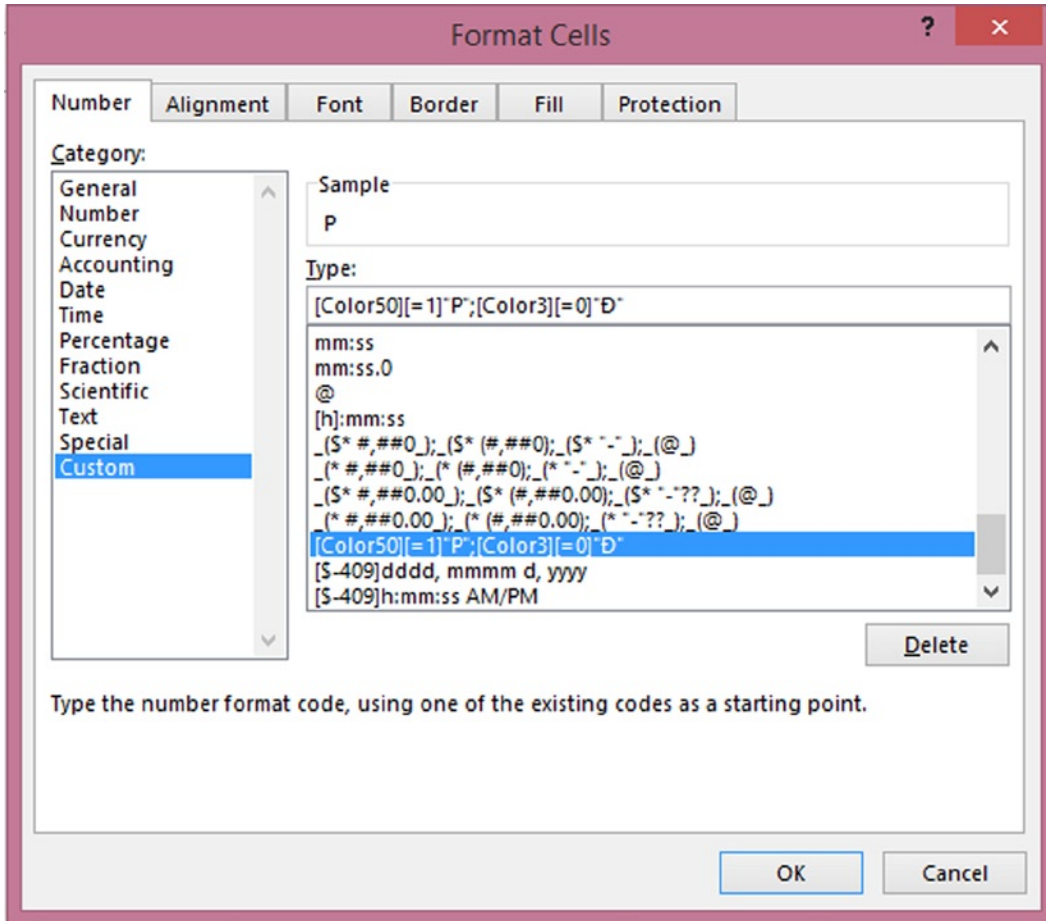 Format Cells
? ×
Number Alignment Font Border Fill Protection
Category:
General
Number
Currency
Accounting
Date
Time
Percentage
Fraction
Scientific
Text
Special
Custom
Sample
P
Type:
[Color50][=1]"P";[Color3][=0]"Ð"
mm:ss
mm:ss.0
@
[h]:mm:ss
_($* #,##0_);_($* (#,##0);_($* "-"_);_(@_)
_(* #,##0_);_(* (#,##0);_(* "-"_);_(@_)
_($* #,##0.00_);_($* (#,##0.00);_($* "-"??_);_(@_)
_(* #,##0.00_);_(* (#,##0.00);_(* "-"??_);_(@_)
[Color50][=1]"P";[Color3][=0]"Ð"
[$-409]dddd, mmmm d, yyyy
[$-409]h:mm:ss AM/PM
Delete
Type the number format code, using one of the existing codes as a starting point.
OK Cancel